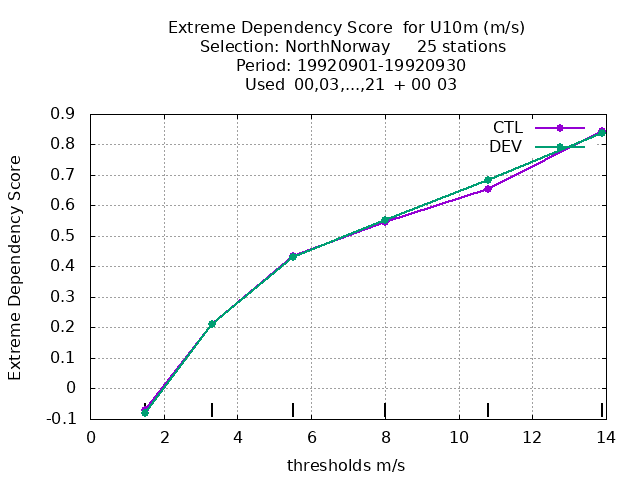 Extreme Dependency Score  for U10m (m/s)
Selection: NorthNorway     25 stations
Period: 19920901-19920930
Used  00,03,...,21  + 00 03
Extreme Dependency Score
0.9
0.8
0.7
0.6
0.5
0.4
0.3
0.2
0.1
0
-0.1
CTL
DEV
0 2 4 6 8 10 12 14
thresholds m/s